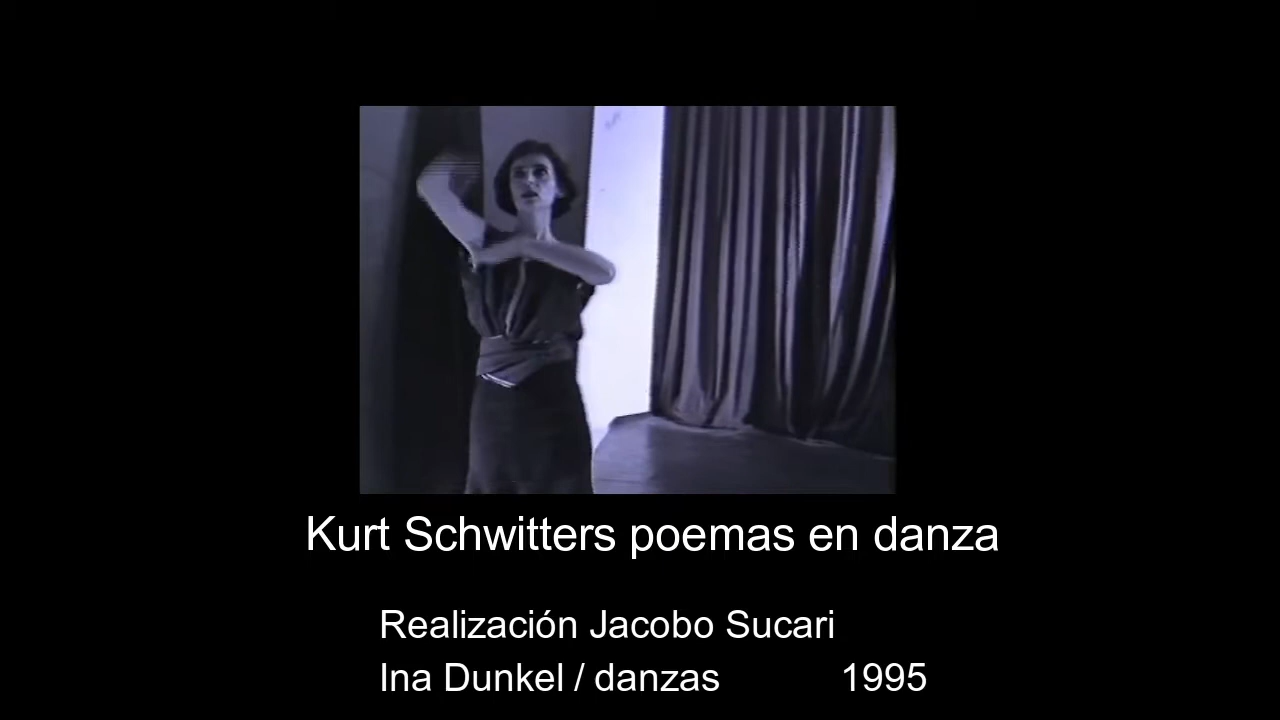 Kurt Schwitters poemas en danza
Realización Jacobo Sucari
Ina Dunkel / danzas 1995